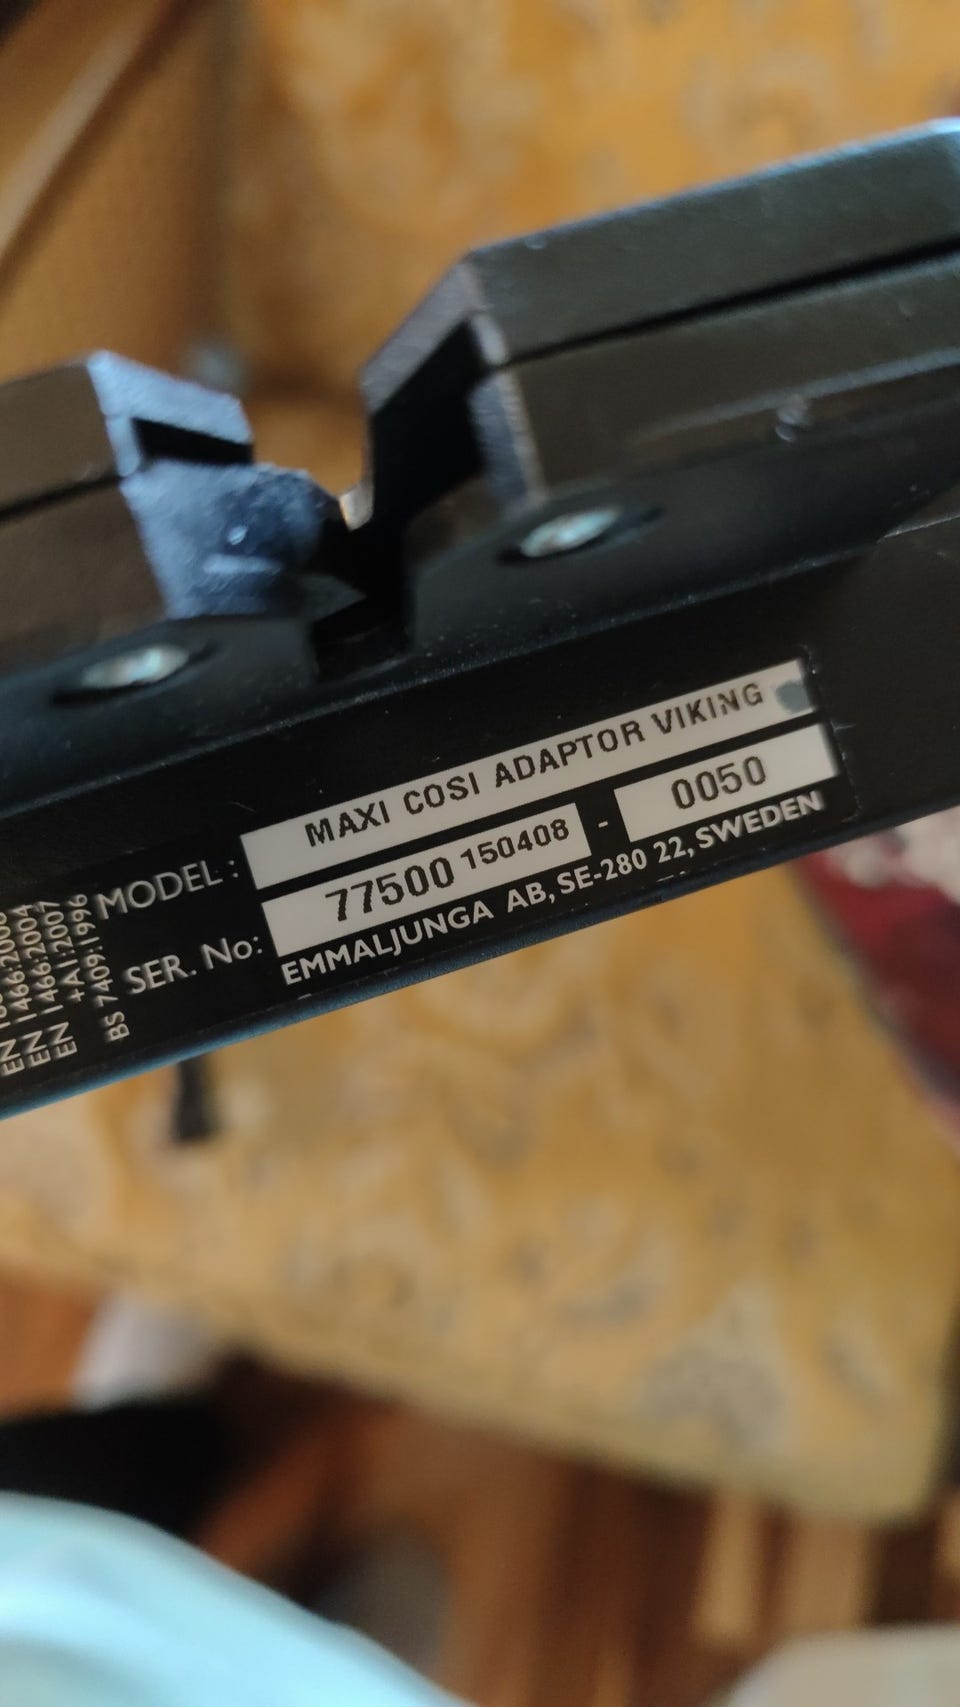 MODEL: MAXI COSI ADAPTOR VIKING
SER. No: 77500 150408 - 0050
EMMALJUNGA AB, SE-280 22, SWEDEN
EN 1466:2004
EN 1466:2004
EN +A1:2007
BS 7409:1996